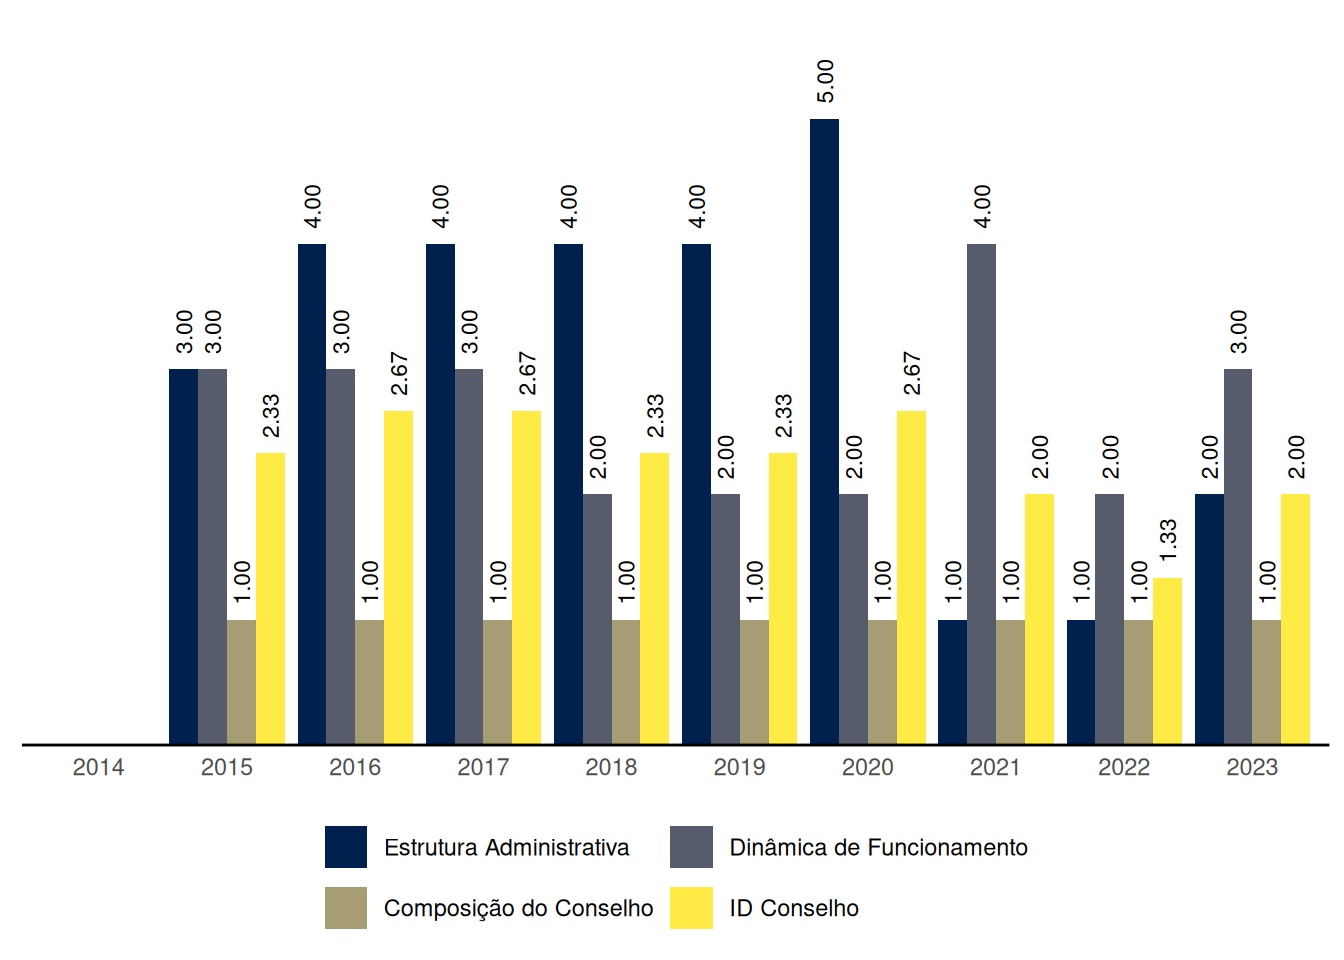 5.00
4.00 4.00 4.00 4.00 4.00
3.00 3.00 3.00 3.00 3.00
2.67 2.67 2.67
2.33 2.33 2.33
2.00 2.00 2.00 2.00 2.00 2.00 2.00
1.33
1.00 1.00 1.00 1.00 1.00 1.00 1.00 1.00 1.00 1.00 1.00
2014 2015 2016 2017 2018 2019 2020 2021 2022 2023
Estrutura Administrativa Dinâmica de Funcionamento
Composição do Conselho ID Conselho